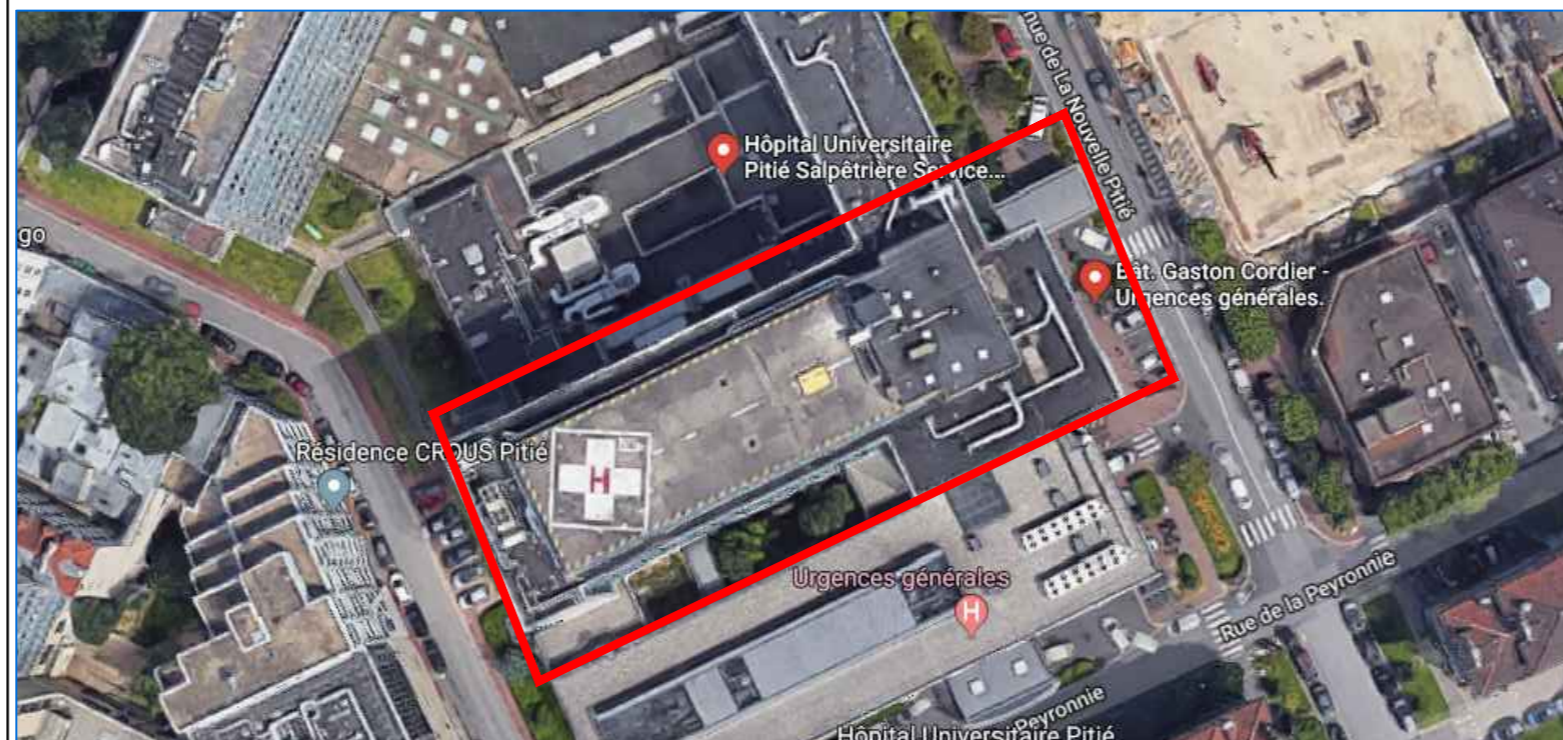 nue de La Nouvelle Pitié
Hôpital Universitaire
Pitié Salpêtrière Service...
go
Bât. Gaston Cordier -
Urgences générales.
Résidence CROUS Pitié
H
Urgences générales
H
Rue de la Peyronnie
Peyronnie
Hôpital Universitaire Pitié